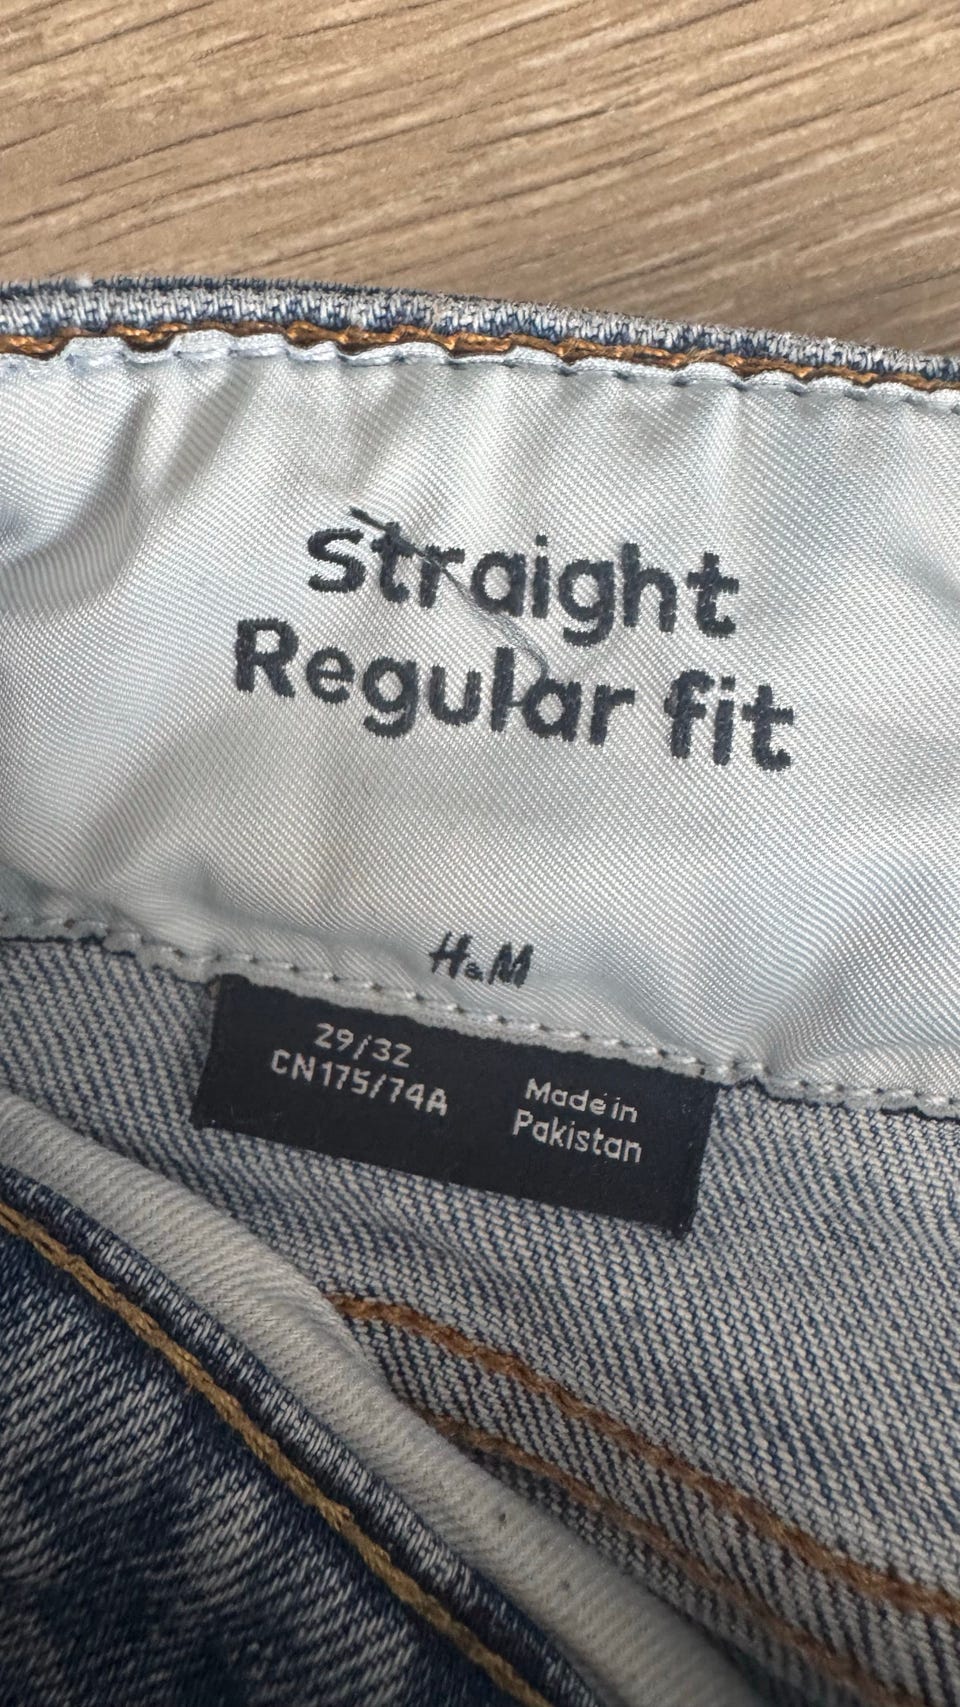 straight
Regular fit
H&M
29/32
CN175/74A
Made in
Pakistan